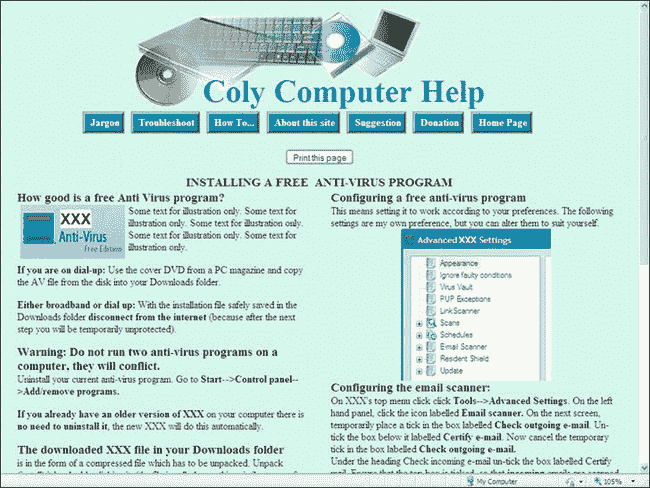 Coly Computer Help
Jargon
Troubleshoot
How To...
About this site
Suggestion
Donation
Home Page
Print this page
INSTALLING A FREE ANTI-VIRUS PROGRAM
How good is a free Anti Virus program?
XXX
Anti-Virus
Free Edition
Some text for illustration only. Some text for
illustration only. Some text for illustration only.
Some text for illustration only. Some text for
illustration only.
If you are on dial-up: Use the cover DVD from a PC magazine and copy
the AV file from the disk into your Downloads folder.
Either broadband or dial up: With the installation file safely saved in the
Downloads folder disconnect from the internet (because after the next
step you will be temporarily unprotected).
Warning: Do not run two anti-virus programs on a
computer, they will conflict.
Uninstall your current anti-virus program. Go to Start-->Control panel--
>Add/remove programs.
If you already have an older version of XXX on your computer there is
no need to uninstall it, the new XXX will do this automatically.
The downloaded XXX file in your Downloads folder
is in the form of a compressed file which has to be unpacked. Unpack
Configuring a free anti-virus program
This means setting it to work according to your preferences. The following
settings are my own preference, but you can alter them to suit yourself.
Advanced XXX Settings
Appearance
Ignore faulty conditions
Virus Vault
PUP Exceptions
LinkScanner
Scans
Schedules
E-mail Scanner
Resident Shield
Update
Configuring the email scanner:
On XXX's top menu click click Tools-->Advanced Settings. On the left
hand panel, click the icon labelled Email scanner. On the next screen,
temporarily place a tick in the box labelled Check outgoing e-mail. Un-
tick the box below it labelled Certify e-mail. Now cancel the temporary
tick in the box labelled Check outgoing e-mail.
Under the heading Check incoming e-mail un-tick the box labelled Certify
My Computer
105%